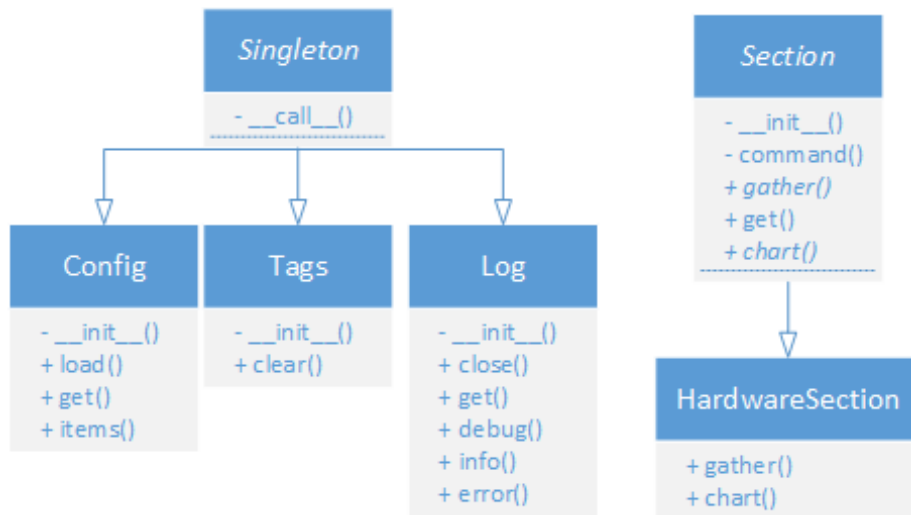 Singleton
- __call__()
Section
- __init__()
- command()
+ gather()
+ get()
+ chart()
Config
- __init__()
+ load()
+ get()
+ items()
Tags
- __init__()
+ clear()
Log
- __init__()
+ close()
+ get()
+ debug()
+ info()
+ error()
HardwareSection
+ gather()
+ chart()